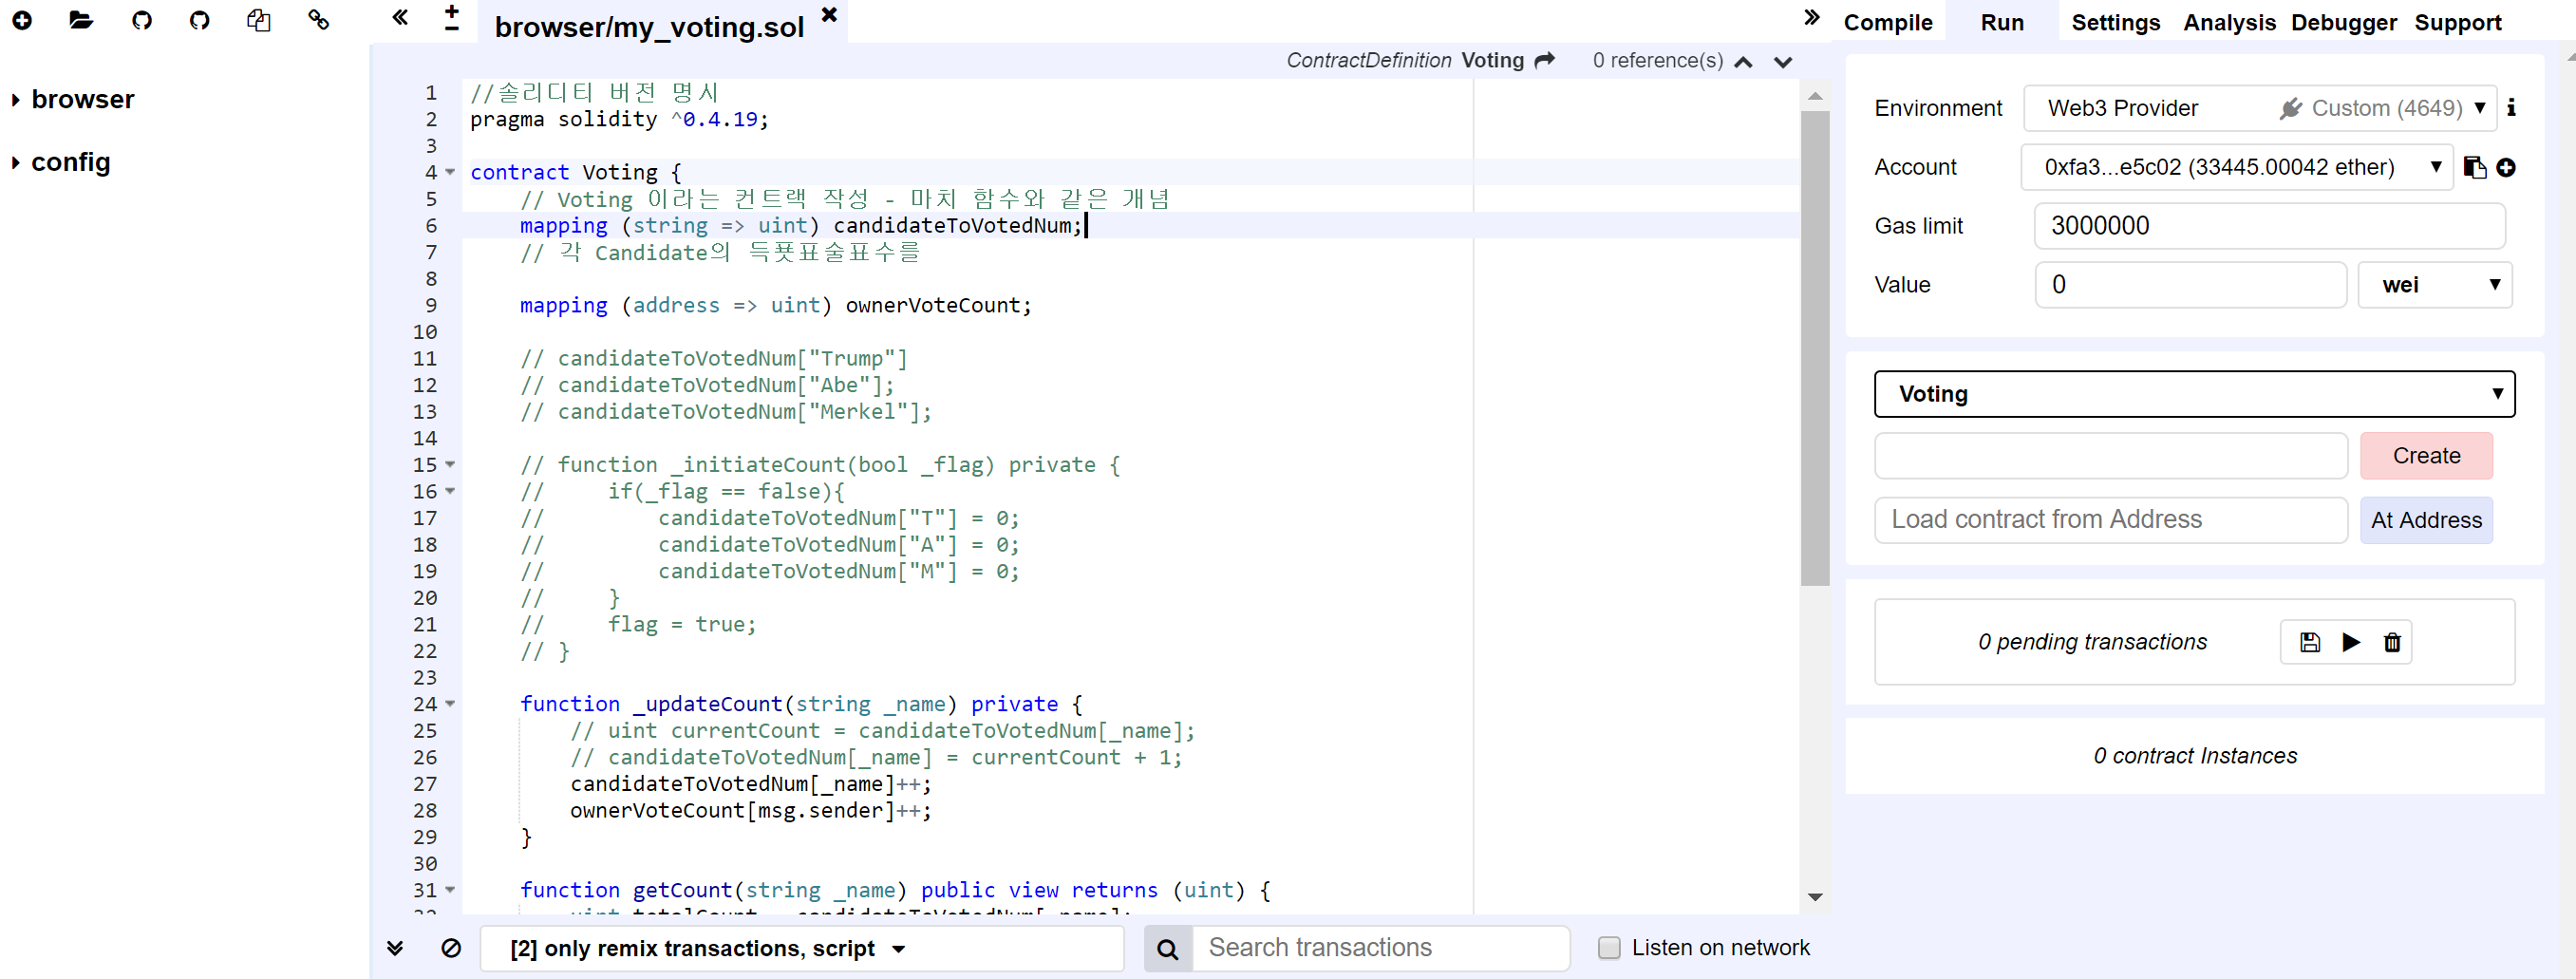 browser/my_voting.sol
Compile Run Settings Analysis Debugger Support
browser
config
ContractDefinition Voting 0 reference(s)
1 //솔리디티 버전 명시
2 pragma solidity ^0.4.19;
3
4 contract Voting {
5 // Voting 이라는 컨트랙 작성 - 마치 함수와 같은 개념
6 mapping (string => uint) candidateToVotedNum;
7 // 각 Candidate의 득푯표술표수를
8
9 mapping (address => uint) ownerVoteCount;
10
11 // candidateToVotedNum["Trump"]
12 // candidateToVotedNum["Abe"];
13 // candidateToVotedNum["Merkel"];
14
15 // function _initiateCount(bool _flag) private {
16 // if(_flag == false){
17 // candidateToVotedNum["T"] = 0;
18 // candidateToVotedNum["A"] = 0;
19 // candidateToVotedNum["M"] = 0;
20 // }
21 // flag = true;
22 // }
23
24 function _updateCount(string _name) private {
25 // uint currentCount = candidateToVotedNum[_name];
26 // candidateToVotedNum[_name] = currentCount + 1;
27 candidateToVotedNum[_name]++;
28 ownerVoteCount[msg.sender]++;
29 }
30
31 function getCount(string _name) public view returns (uint) {
[2] only remix transactions, script
Search transactions
Listen on network
Environment Web3 Provider Custom (4649)
Account 0xfa3...e5c02 (33445.00042 ether)
Gas limit 3000000
Value 0 wei
Voting
Create
Load contract from Address At Address
0 pending transactions
0 contract Instances